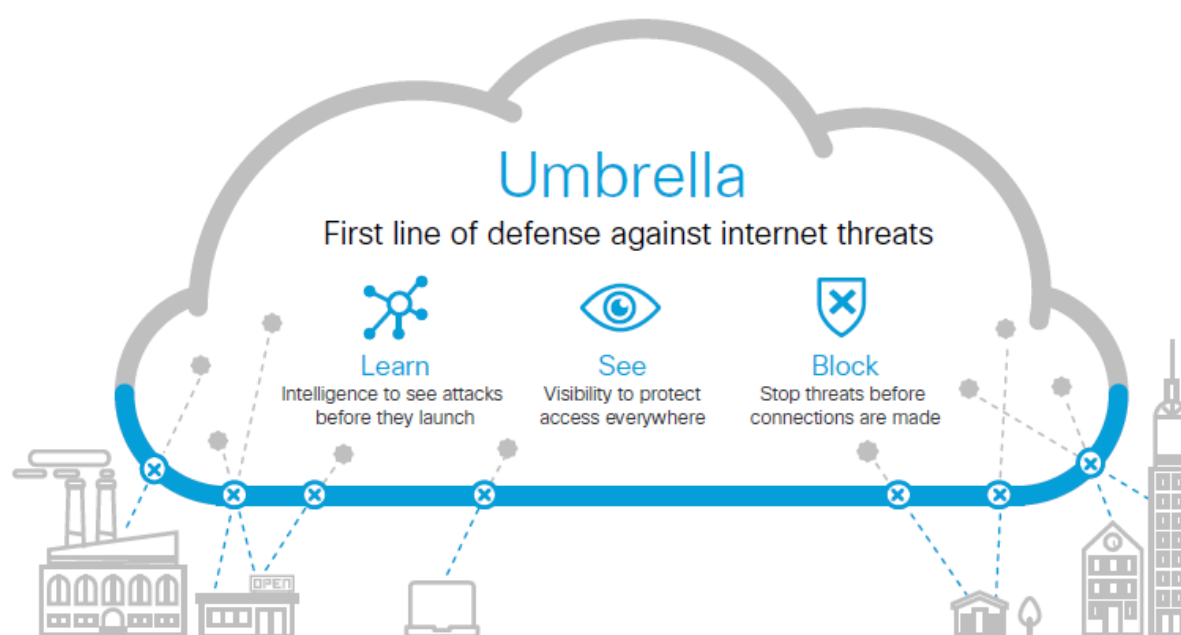 Umbrella
First line of defense against internet threats
Learn
Intelligence to see attacks
before they launch
See
Visibility to protect
access everywhere
Block
Stop threats before
connections are made
OPEN